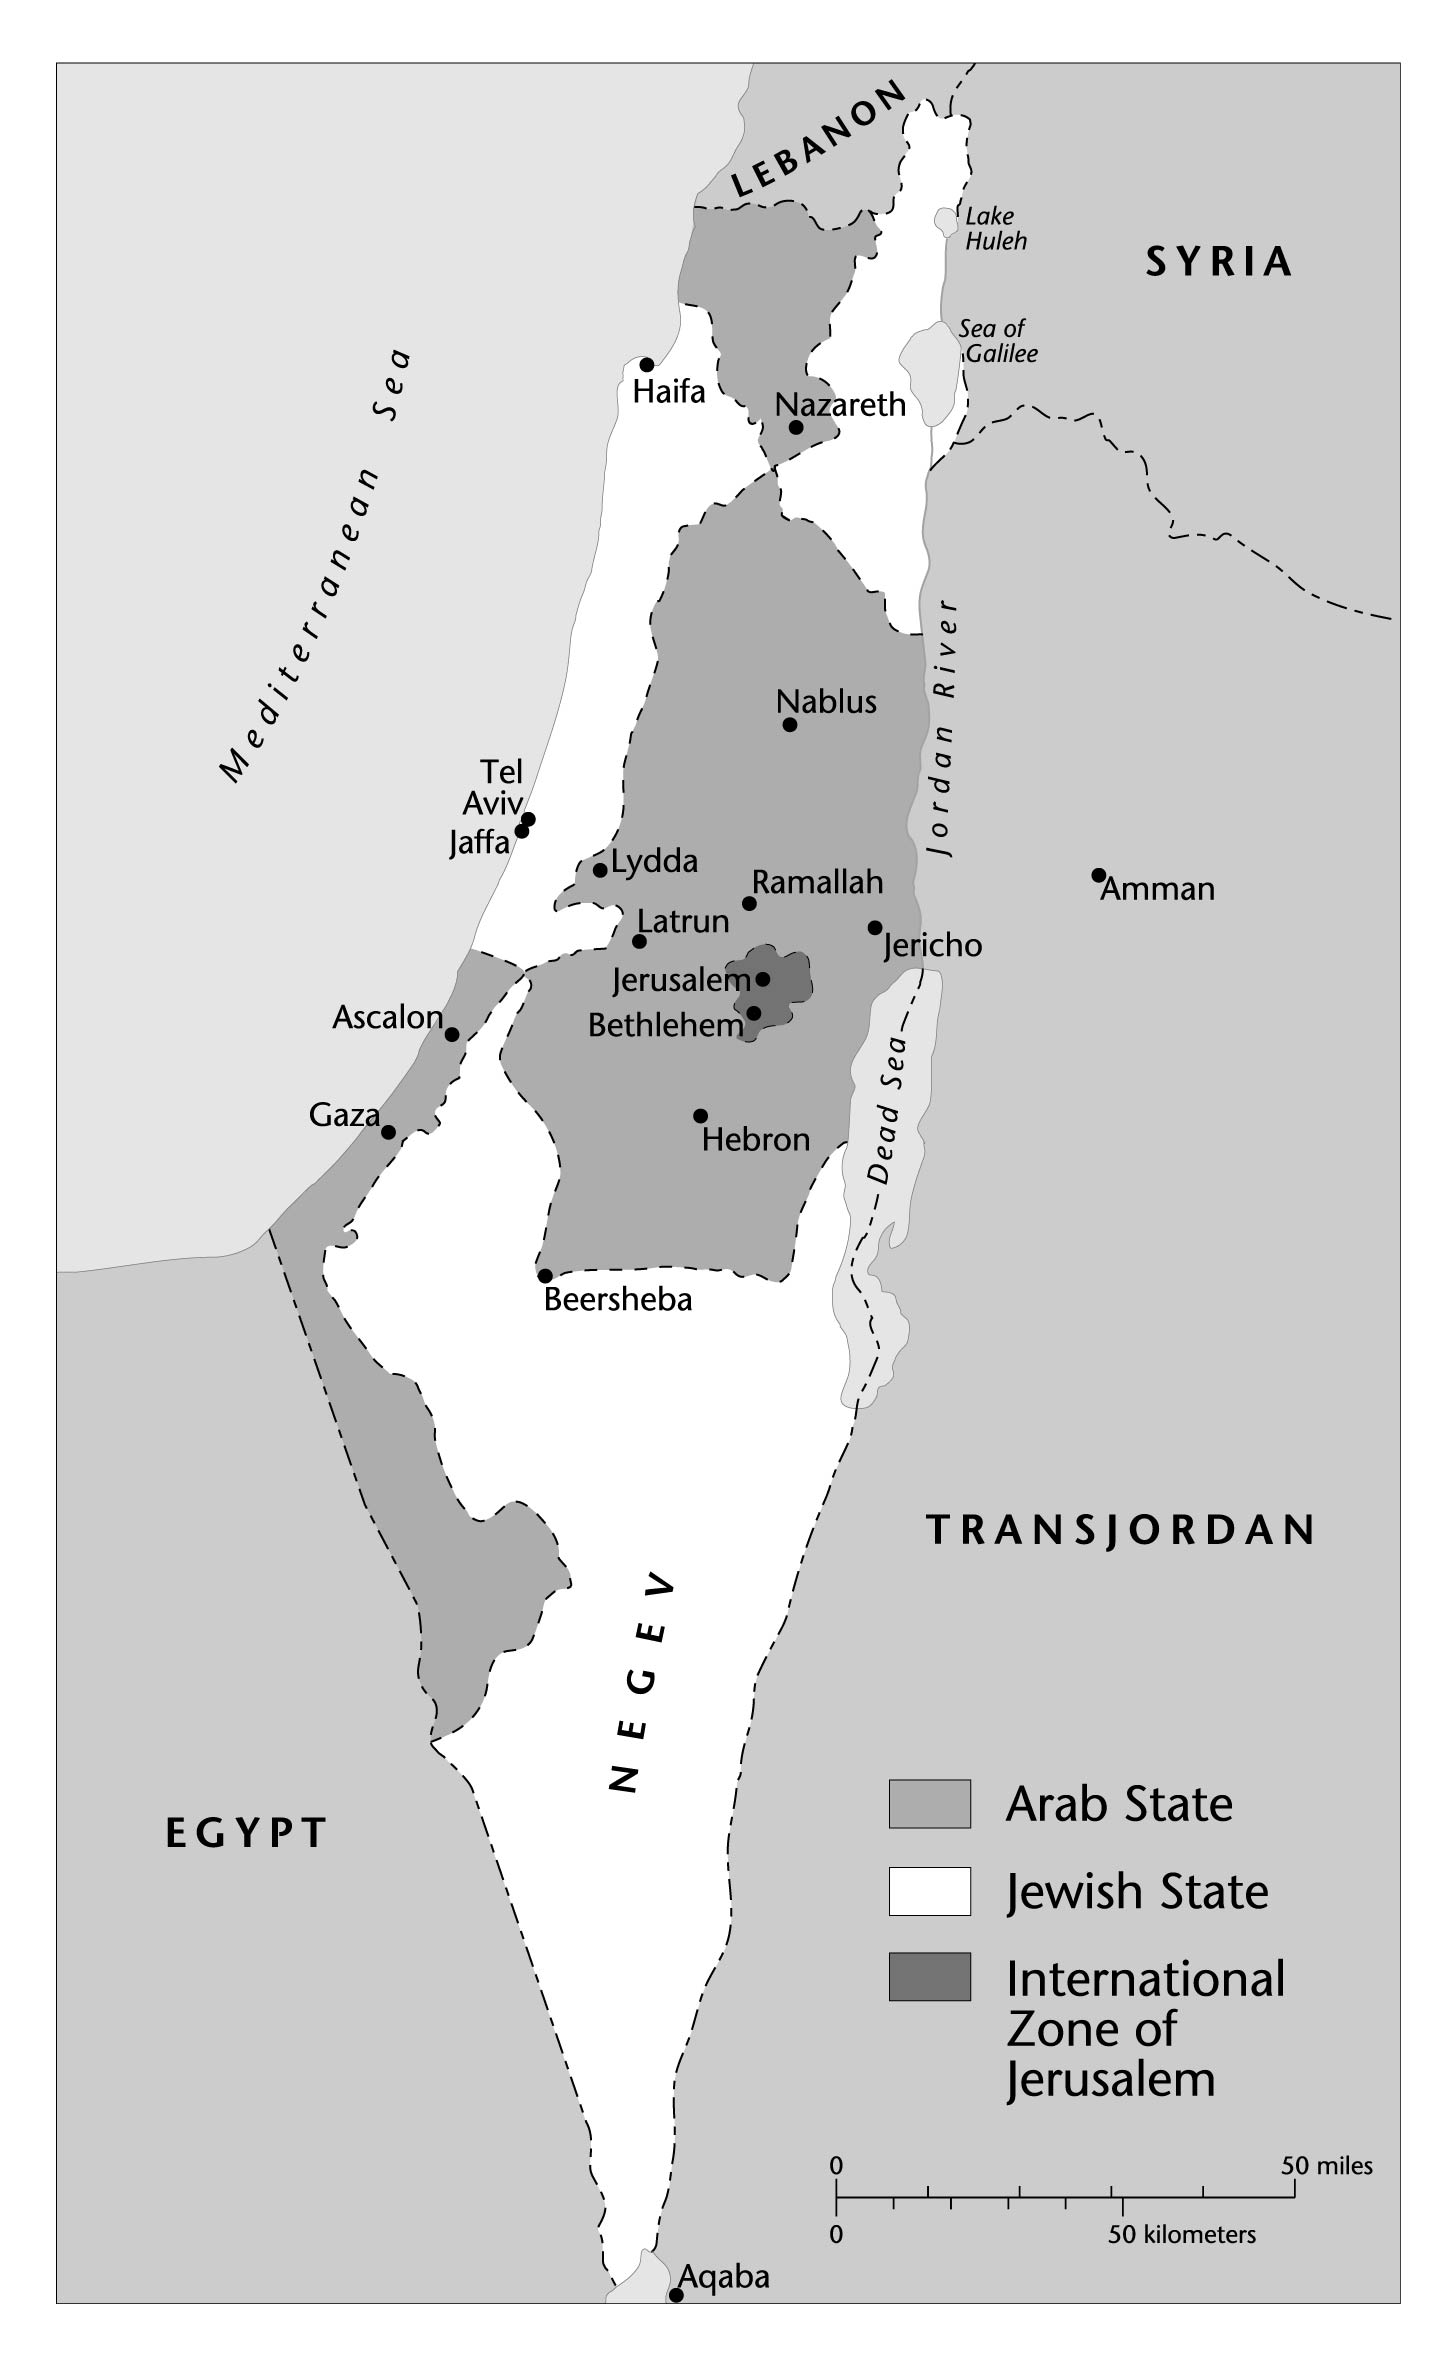 LEBANON
Lake
Huleh
SYRIA
Sea of
Galilee
Mediterranean Sea
Haifa
Nazareth
Jordan River
Nablus
Tel
Aviv
Jaffa
Lydda
Ramallah
Amman
Latrun
Jericho
Jerusalem
Ascalon
Bethlehem
Dead Sea
Gaza
Hebron
Beersheba
TRANSJORDAN
NEGEV
EGYPT
Arab State
Jewish State
International
Zone of
Jerusalem
0 50 miles
0 50 kilometers
Aqaba